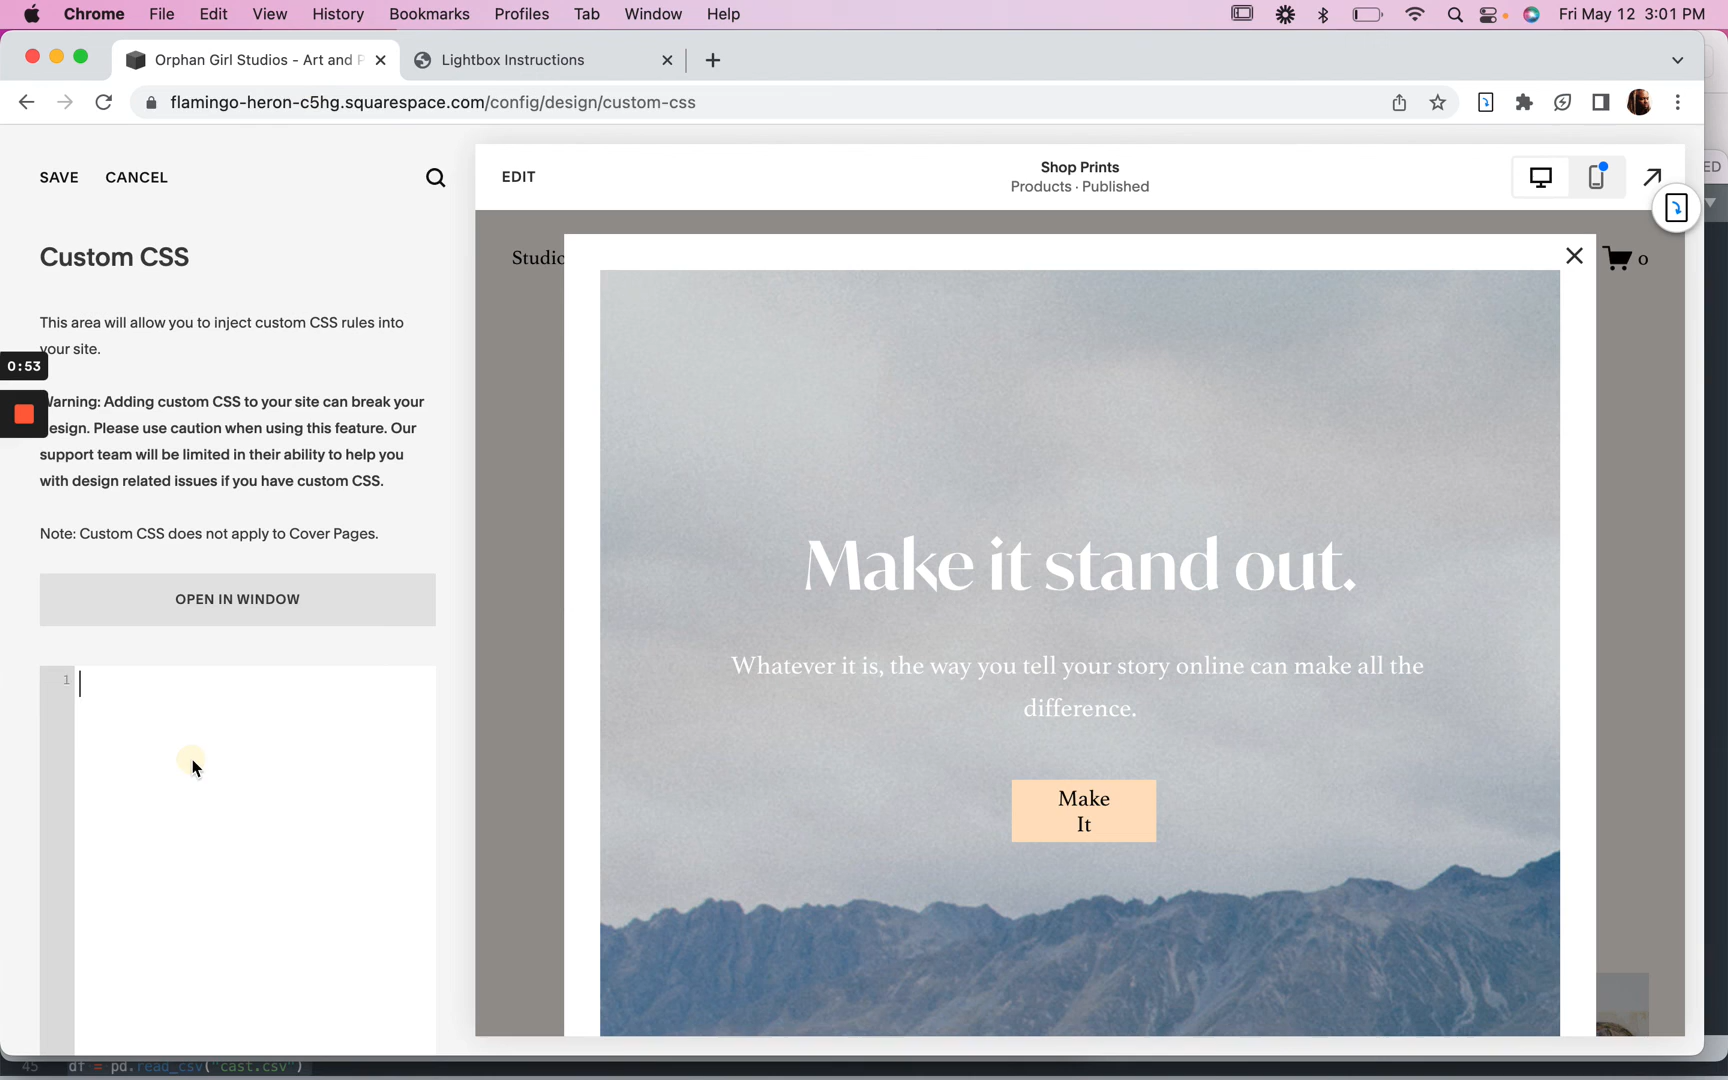 Chrome File Edit View History Bookmarks Profiles Tab Window Help Fri May 12 3:01 PM
Orphan Girl Studios - Art and P
Lightbox Instructions
flamingo-heron-c5hg.squarespace.com/config/design/custom-css
ED
SAVE CANCEL
EDIT
Shop Prints
Products · Published
Custom CSS
Studio
0
This area will allow you to inject custom CSS rules into
your site.
0:53
Warning: Adding custom CSS to your site can break your
design. Please use caution when using this feature. Our
support team will be limited in their ability to help you
with design related issues if you have custom CSS.
Note: Custom CSS does not apply to Cover Pages.
OPEN IN WINDOW
1
Make it stand out.
Whatever it is, the way you tell your story online can make all the
difference.
Make
It
45 df = pd.read_csv("cast.csv")